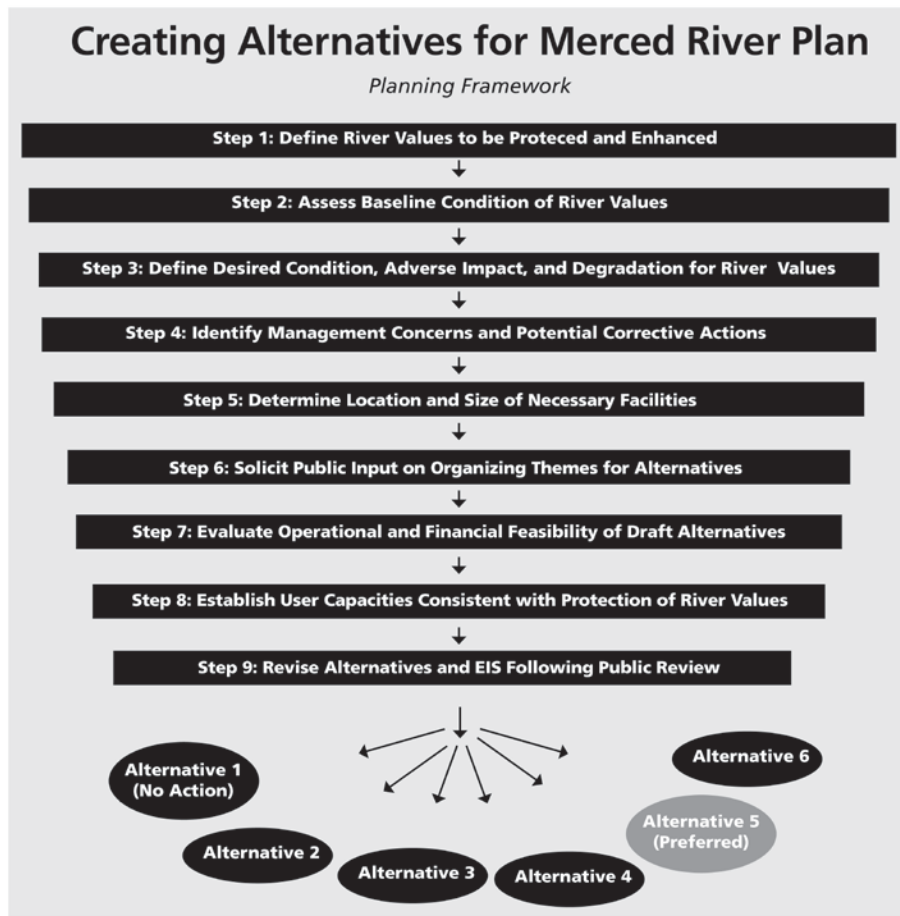 Creating Alternatives for Merced River Plan
Planning Framework
Step 1: Define River Values to be Proteced and Enhanced
Step 2: Assess Baseline Condition of River Values
Step 3: Define Desired Condition, Adverse Impact, and Degradation for River Values
Step 4: Identify Management Concerns and Potential Corrective Actions
Step 5: Determine Location and Size of Necessary Facilities
Step 6: Solicit Public Input on Organizing Themes for Alternatives
Step 7: Evaluate Operational and Financial Feasibility of Draft Alternatives
Step 8: Establish User Capacities Consistent with Protection of River Values
Step 9: Revise Alternatives and EIS Following Public Review
Alternative 1
(No Action)
Alternative 2
Alternative 3
Alternative 4
Alternative 5
(Preferred)
Alternative 6